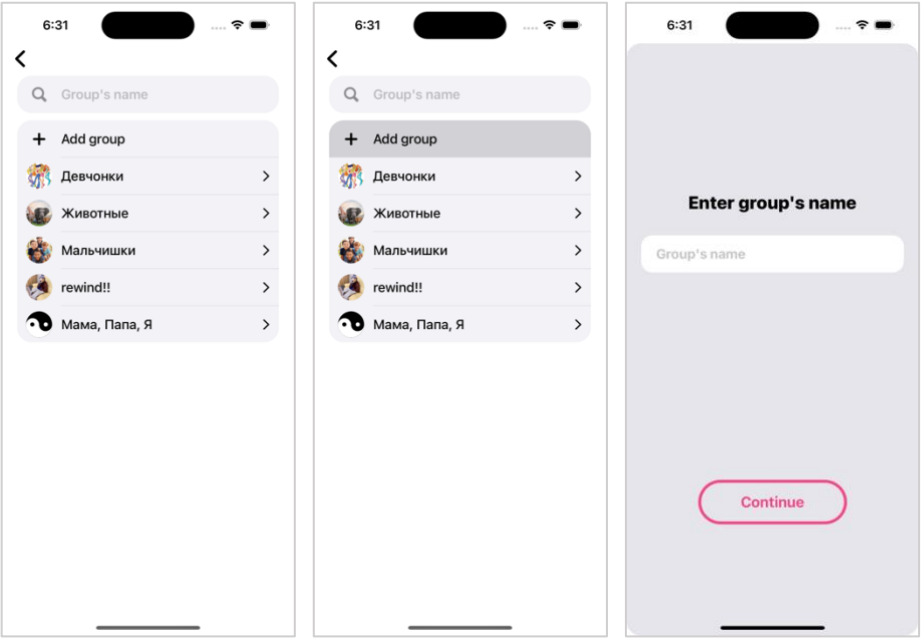 6:31
Group's name
Add group
Девчонки
Животные
Мальчишки
rewind!!
Мама, Папа, Я
6:31
Group's name
Add group
Девчонки
Животные
Мальчишки
rewind!!
Мама, Папа, Я
6:31
Enter group's name
Group's name
Continue